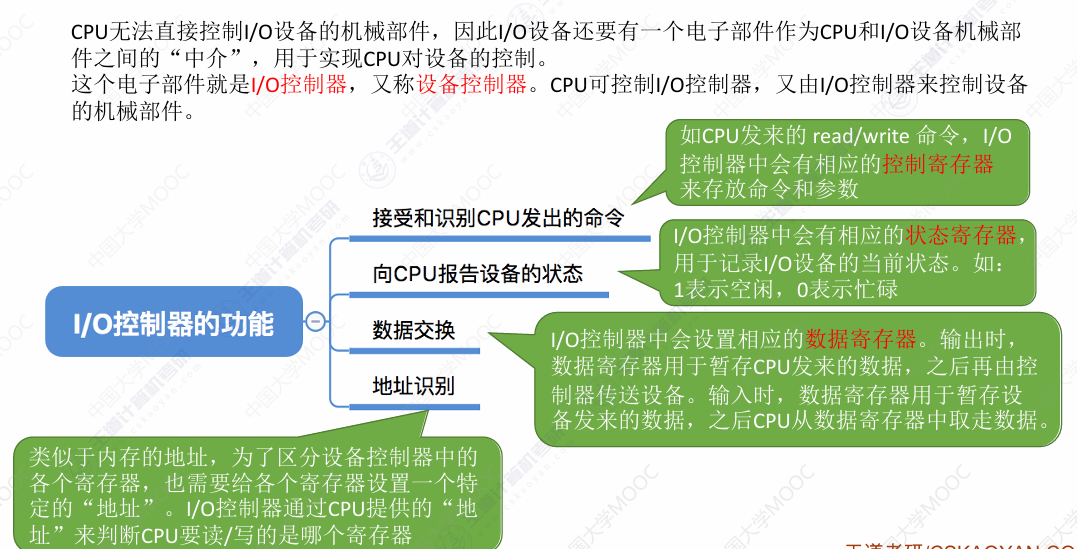 CPU无法直接控制I/O设备的机械部件，因此I/O设备还要有一个电子部件作为CPU和I/O设备机械部
件之间的“中介”，用于实现CPU对设备的控制。
这个电子部件就是I/O控制器，又称设备控制器。CPU可控制I/O控制器，又由I/O控制器来控制设备
的机械部件。
如CPU发来的 read/write 命令，I/O
控制器中会有相应的控制寄存器
来存放命令和参数
接受和识别CPU发出的命令
I/O控制器中会有相应的状态寄存器，
用于记录I/O设备的当前状态。如：
1表示空闲，0表示忙碌
向CPU报告设备的状态
I/O控制器的功能
数据交换
I/O控制器中会设置相应的数据寄存器。输出时，
数据寄存器用于暂存CPU发来的数据，之后再由控
制器传送设备。输入时，数据寄存器用于暂存设
备发来的数据，之后CPU从数据寄存器中取走数据。
地址识别
类似于内存的地址，为了区分设备控制器中的
各个寄存器，也需要给各个寄存器设置一个特
定的“地址”。I/O控制器通过CPU提供的“地
址”来判断CPU要读/写的是哪个寄存器
中国大学MOOC
王道计算机考研